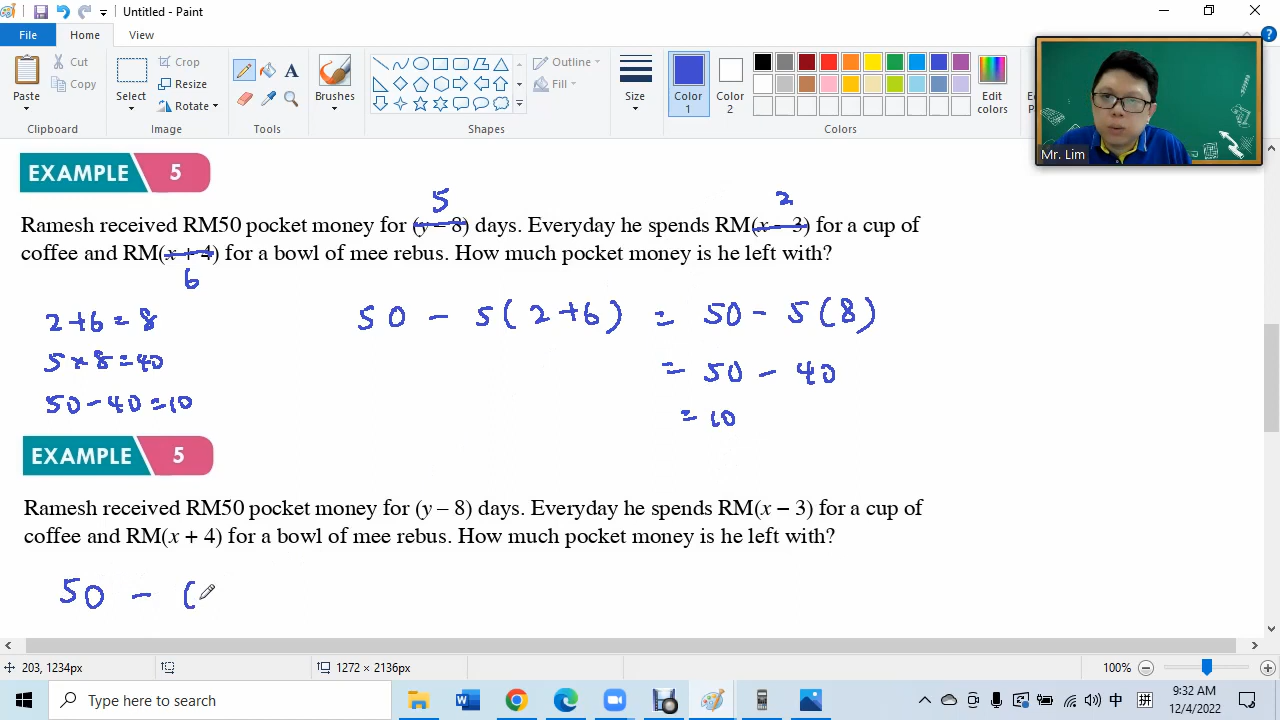 Untitled - Paint
File Home View
Paste
Cut
Copy
Clipboard
Select
Crop
Resize
Rotate
Image
Tools
Brushes
Shapes
Outline
Fill
Size
Color 1
Color 2
Edit colors
Colors
Mr. Lim
EXAMPLE 5
5 2
Ramesh received RM50 pocket money for (y – 8) days. Everyday he spends RM(x – 3) for a cup of
coffee and RM(x + 4) for a bowl of mee rebus. How much pocket money is he left with?
6
2+6=8
5×8=40
50-40=10
50 - 5(2+6) = 50 - 5(8)
= 50 - 40
= 10
EXAMPLE 5
Ramesh received RM50 pocket money for (y – 8) days. Everyday he spends RM(x – 3) for a cup of
coffee and RM(x + 4) for a bowl of mee rebus. How much pocket money is he left with?
50 - (
203, 1234px
1272 × 2136px
100%
Type here to search
中
拼
9:32 AM
12/4/2022